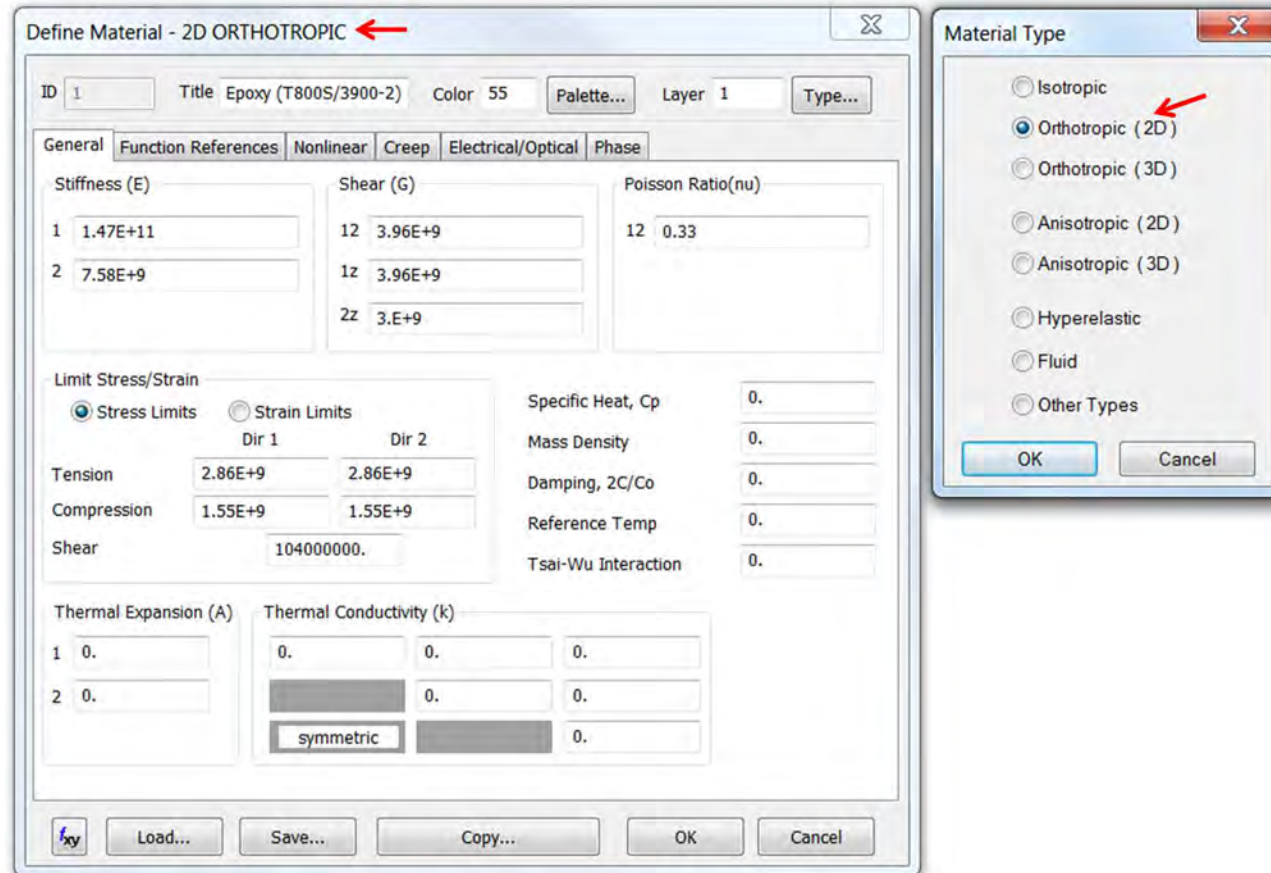 Define Material - 2D ORTHOTROPIC
ID 1 Title Epoxy (T800S/3900-2) Color 55 Palette... Layer 1 Type...
General Function References Nonlinear Creep Electrical/Optical Phase
Stiffness (E) Shear (G) Poisson Ratio(nu)
1 1.47E+11 12 3.96E+9 12 0.33
2 7.58E+9 1z 3.96E+9
2z 3.E+9
Limit Stress/Strain
Stress Limits Strain Limits
Dir 1 Dir 2
Tension 2.86E+9 2.86E+9
Compression 1.55E+9 1.55E+9
Shear 104000000.
Specific Heat, Cp 0.
Mass Density 0.
Damping, 2C/Co 0.
Reference Temp 0.
Tsai-Wu Interaction 0.
Thermal Expansion (A) Thermal Conductivity (k)
1 0. 0. 0. 0.
2 0. 0. 0.
symmetric 0.
fxy Load... Save... Copy... OK Cancel
Material Type
Isotropic
Orthotropic (2D)
Orthotropic (3D)
Anisotropic (2D)
Anisotropic (3D)
Hyperelastic
Fluid
Other Types
OK Cancel